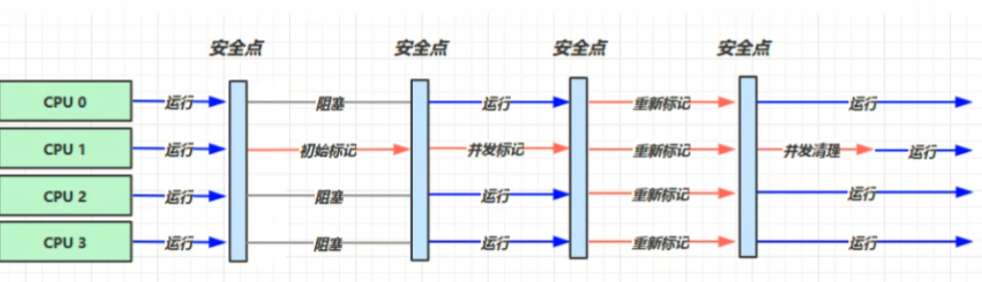 安全点 安全点 安全点 安全点
CPU 0 运行 阻塞 运行 重新标记 运行
CPU 1 运行 初始标记 并发标记 重新标记 并发清理 运行
CPU 2 运行 阻塞 运行 重新标记 运行
CPU 3 运行 阻塞 运行 重新标记 运行